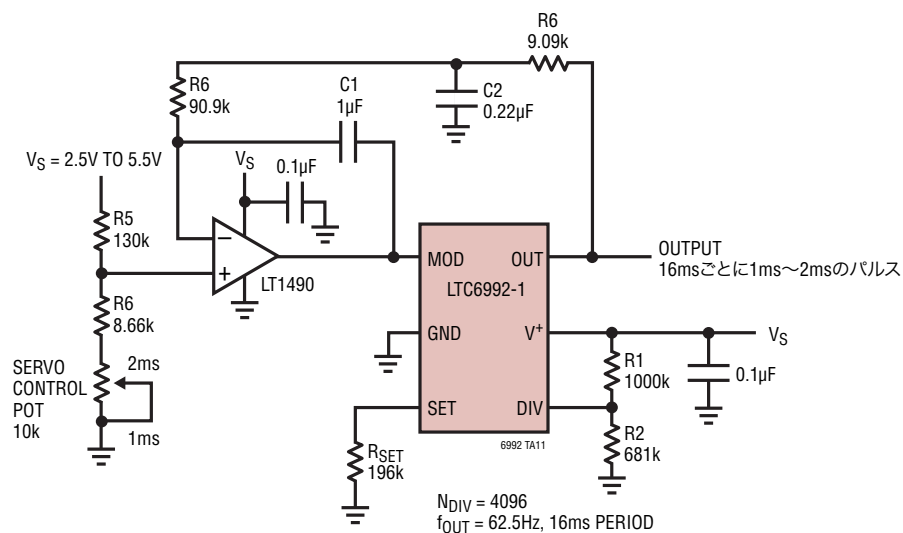 R6
9.09k
R6
90.9k
C1
1µF
C2
0.22µF
VS = 2.5V TO 5.5V
VS
0.1µF
R5
130k
−
+
LT1490
R6
8.66k
SERVO
CONTROL
POT
10k
2ms
1ms
MOD
OUT
LTC6992-1
GND
V+
SET
DIV
OUTPUT
16msごとに1ms~2msのパルス
VS
R1
1000k
0.1µF
R2
681k
6992 TA11
RSET
196k
NDIV = 4096
fOUT = 62.5Hz, 16ms PERIOD